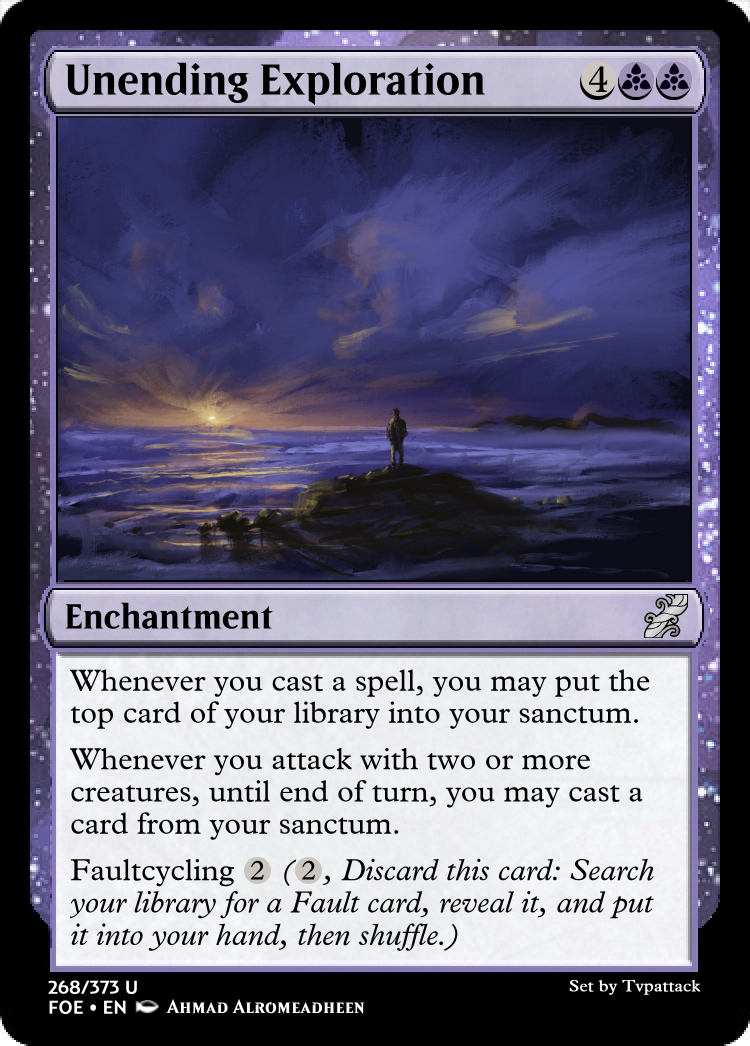 Unending Exploration 4
Enchantment
Whenever you cast a spell, you may put the
top card of your library into your sanctum.
Whenever you attack with two or more
creatures, until end of turn, you may cast a
card from your sanctum.
Faultcycling 2 (2, Discard this card: Search
your library for a Fault card, reveal it, and put
it into your hand, then shuffle.)
268/373 U
Set by Tvpattack
FOE • EN Ahmad Alromeadheen